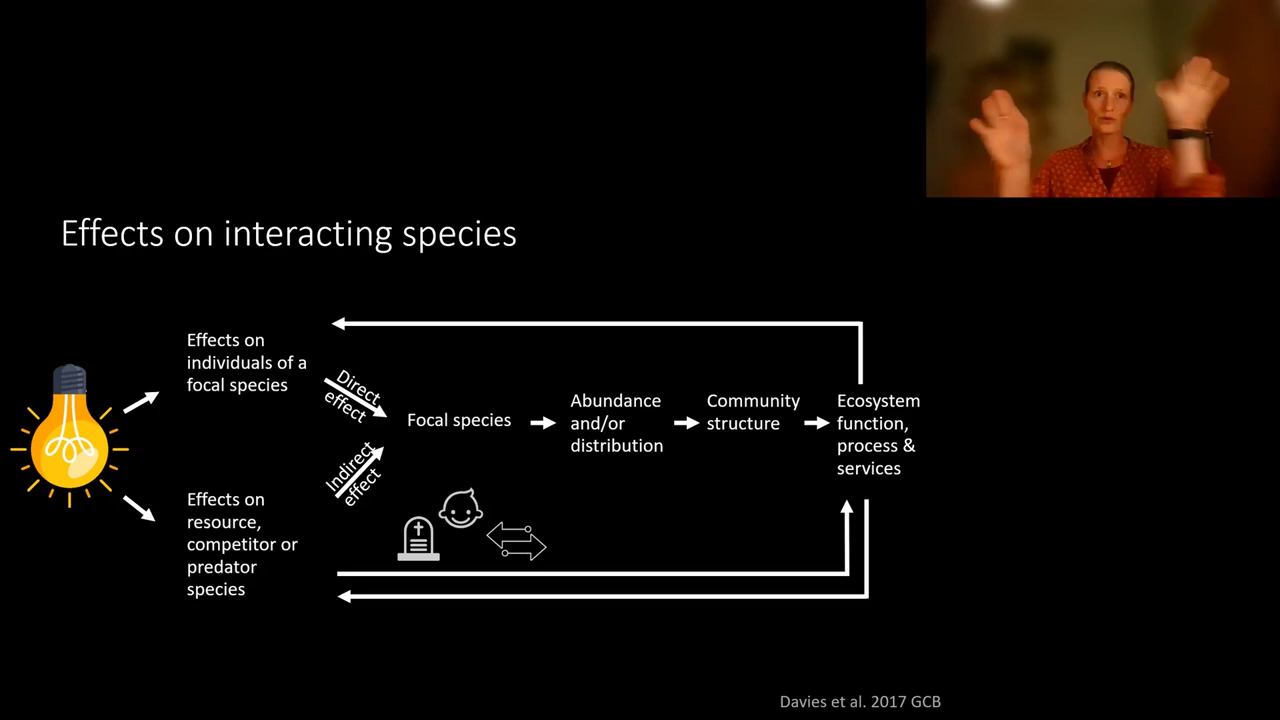 Effects on interacting species
Effects on
individuals of a
focal species
Direct
effect
Indirect
effect
Focal species
Abundance
and/or
distribution
Community
structure
Ecosystem
function,
process &
services
Effects on
resource,
competitor or
predator
species
Davies et al. 2017 GCB